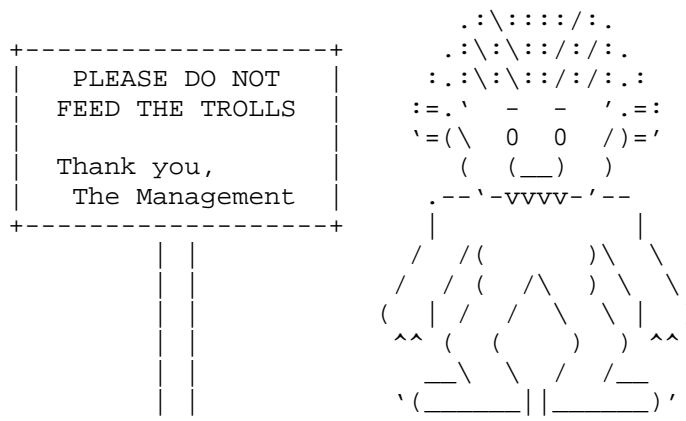 PLEASE DO NOT
FEED THE TROLLS
Thank you,
The Management